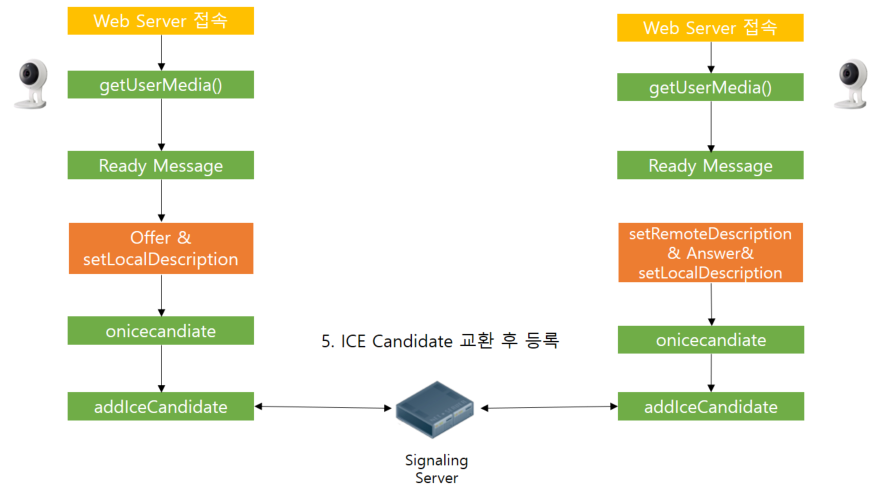 Web Server 접속
getUserMedia()
Ready Message
Offer &
setLocalDescription
onicecandiate
addIceCandidate
5. ICE Candidate 교환 후 등록
Signaling
Server
Web Server 접속
getUserMedia()
Ready Message
setRemoteDescription
& Answer&
setLocalDescription
onicecandiate
addIceCandidate